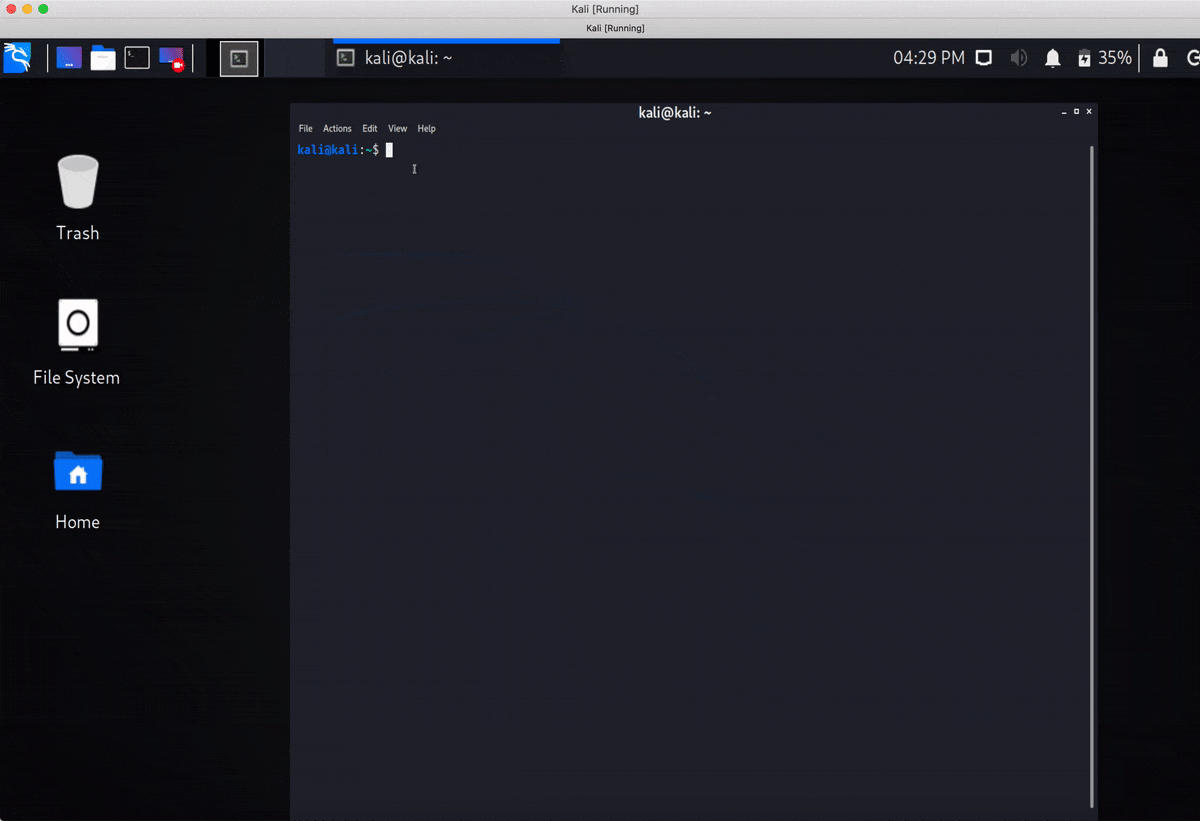 Kali [Running]
Kali [Running]
kali@kali: ~
04:29 PM
35%
kali@kali: ~
File Actions Edit View Help
kali@kali:~$
Trash
File System
Home